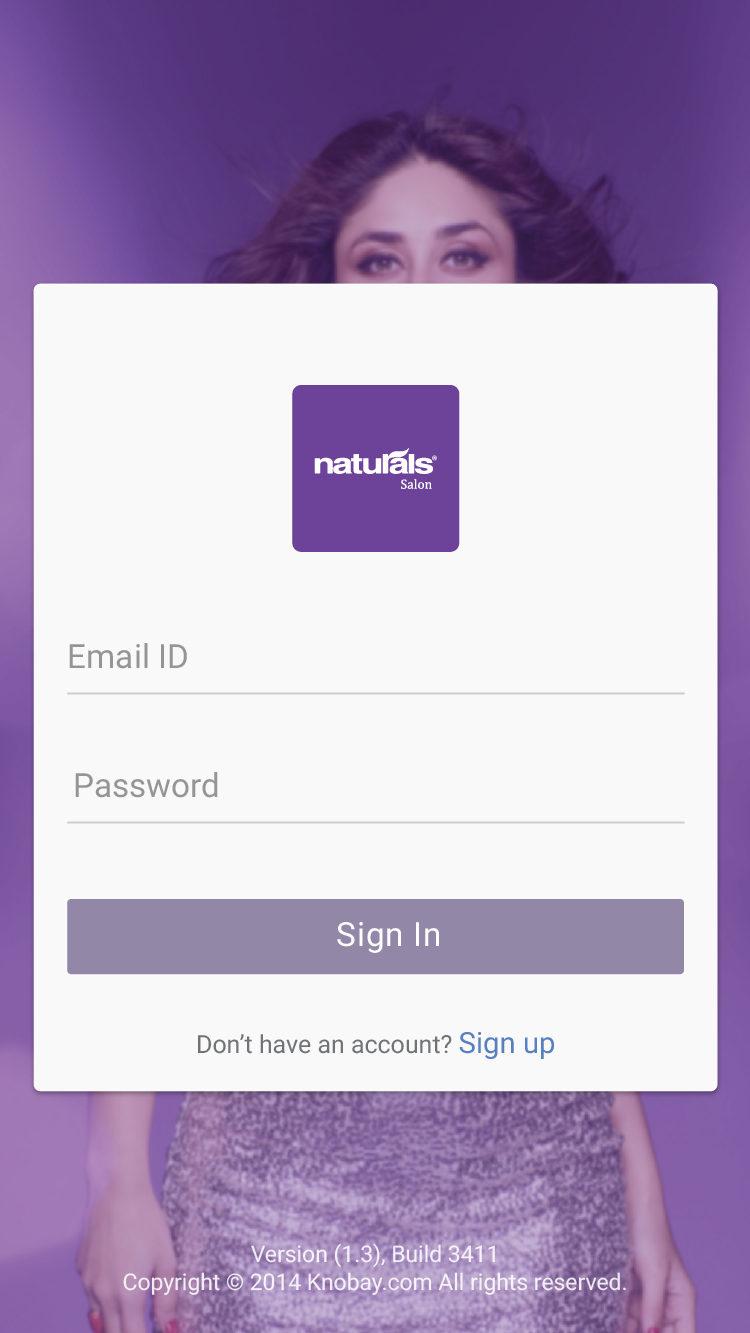 naturals®
Salon
Email ID
Password
Sign In
Don’t have an account? Sign up
Version (1.3), Build 3411
Copyright © 2014 Knobay.com All rights reserved.